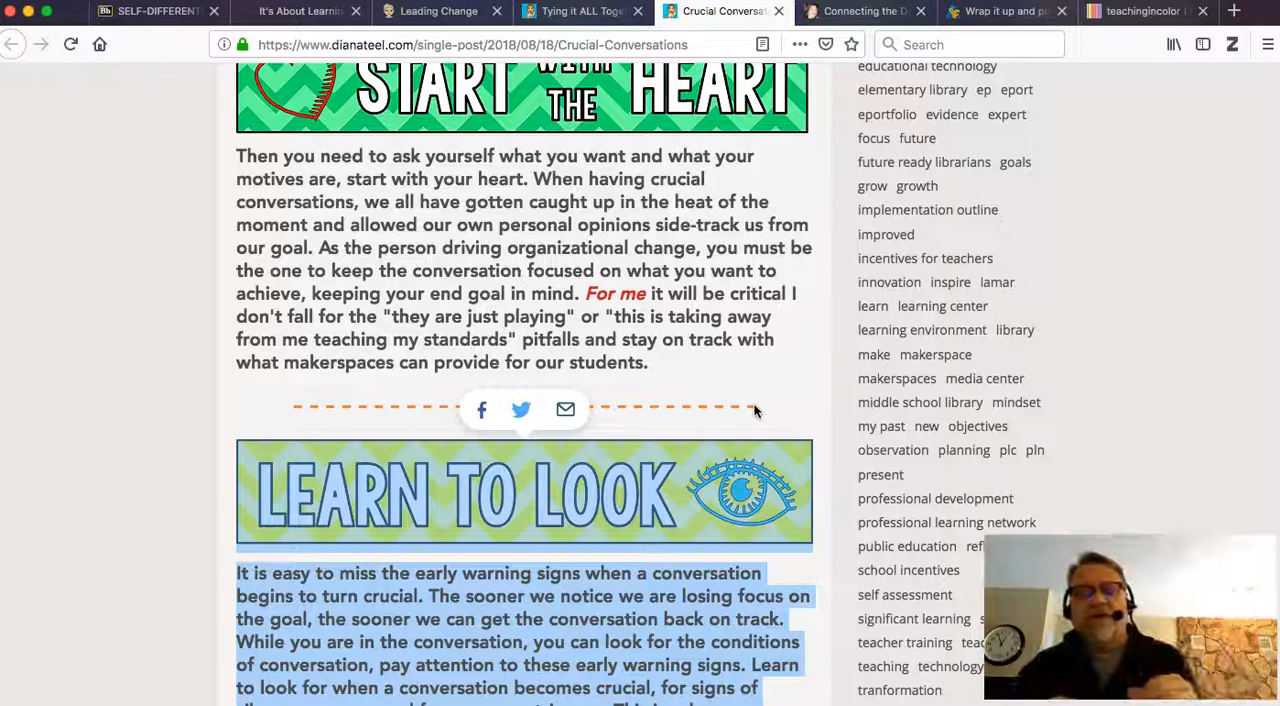 SELF-DIFFERENT
It's About Learnin
Leading Change
Tying it ALL Toge
Crucial Conversat
Connecting the D
Wrap it up and pu
teachingincolor |
https://www.dianateel.com/single-post/2018/08/18/Crucial-Conversations
Search
START WITH THE HEART
Then you need to ask yourself what you want and what your
motives are, start with your heart. When having crucial
conversations, we all have gotten caught up in the heat of the
moment and allowed our own personal opinions side-track us from
our goal. As the person driving organizational change, you must be
the one to keep the conversation focused on what you want to
achieve, keeping your end goal in mind. For me it will be critical I
don't fall for the "they are just playing" or "this is taking away
from me teaching my standards" pitfalls and stay on track with
what makerspaces can provide for our students.
LEARN TO LOOK
It is easy to miss the early warning signs when a conversation
begins to turn crucial. The sooner we notice we are losing focus on
the goal, the sooner we can get the conversation back on track.
While you are in the conversation, you can look for the conditions
of conversation, pay attention to these early warning signs. Learn
to look for when a conversation becomes crucial, for signs of
educational technology
elementary library ep eport
eportfolio evidence expert
focus future
future ready librarians goals
grow growth
implementation outline
improved
incentives for teachers
innovation inspire lamar
learn learning center
learning environment library
make makerspace
makerspaces media center
middle school library mindset
my past new objectives
observation planning plc pln
present
professional development
professional learning network
public education
school incentives
self assessment
significant learning
teacher training
teaching technology
tranformation